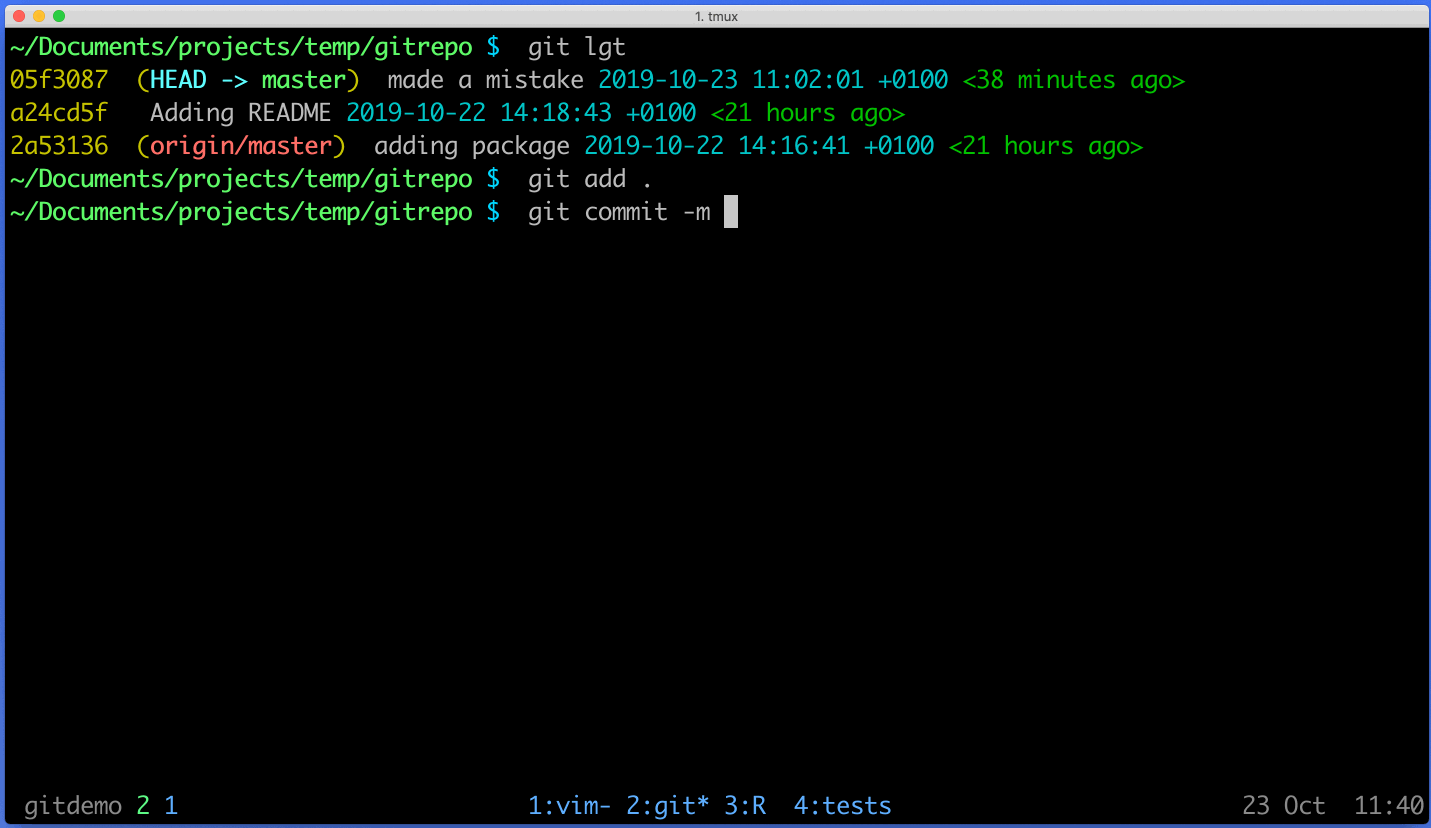 1. tmux
~/Documents/projects/temp/gitrepo $  git lgt
05f3087  (HEAD -> master)  made a mistake 2019-10-23 11:02:01 +0100 <38 minutes ago>
a24cd5f   Adding README 2019-10-22 14:18:43 +0100 <21 hours ago>
2a53136  (origin/master)  adding package 2019-10-22 14:16:41 +0100 <21 hours ago>
~/Documents/projects/temp/gitrepo $  git add .
~/Documents/projects/temp/gitrepo $  git commit -m
gitdemo 2 1 1:vim- 2:git* 3:R  4:tests 23 Oct  11:40